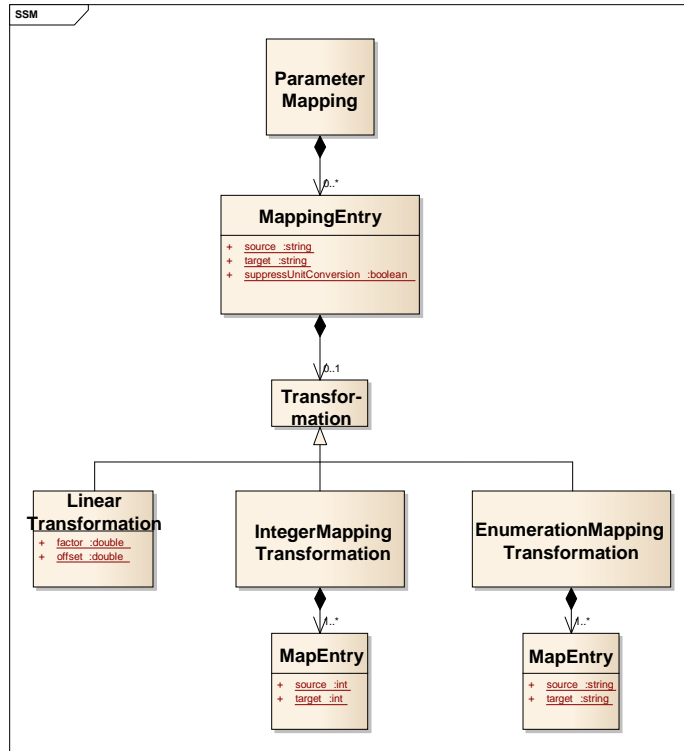 SSM
Parameter
Mapping
0..*
MappingEntry
+ source :string
+ target :string
+ suppressUnitConversion :boolean
0..1
Transfor-
mation
Linear
Transformation
+ factor :double
+ offset :double
IntegerMapping
Transformation
EnumerationMapping
Transformation
1..*
1..*
MapEntry
+ source :int
+ target :int
MapEntry
+ source :string
+ target :string